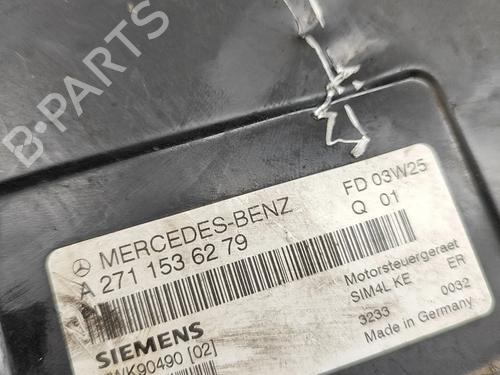 B-PARTS
MERCEDES-BENZ
FD 03W25
A 271 153 62 79
Q 01
SIEMENS
WK90490 [02]
Motorsteuergeraet
SIM4L KE ER
3233 0032
Made in Germany